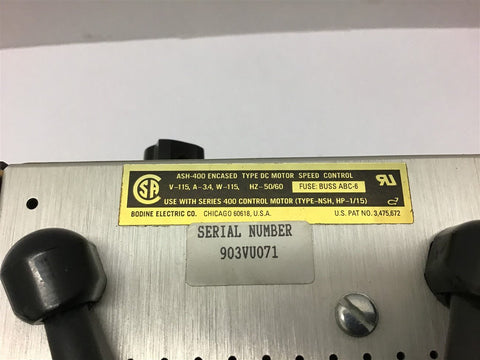 ASH-400 ENCASED TYPE DC MOTOR SPEED CONTROL
V-115, A-3.4, W-115, HZ-50/60 FUSE: BUSS ABC-6
USE WITH SERIES 400 CONTROL MOTOR (TYPE-NSH, HP-1/15)
BODINE ELECTRIC CO. CHICAGO 60618, U.S.A. U.S. PAT NO. 3,475,672
SERIAL NUMBER
903VU071